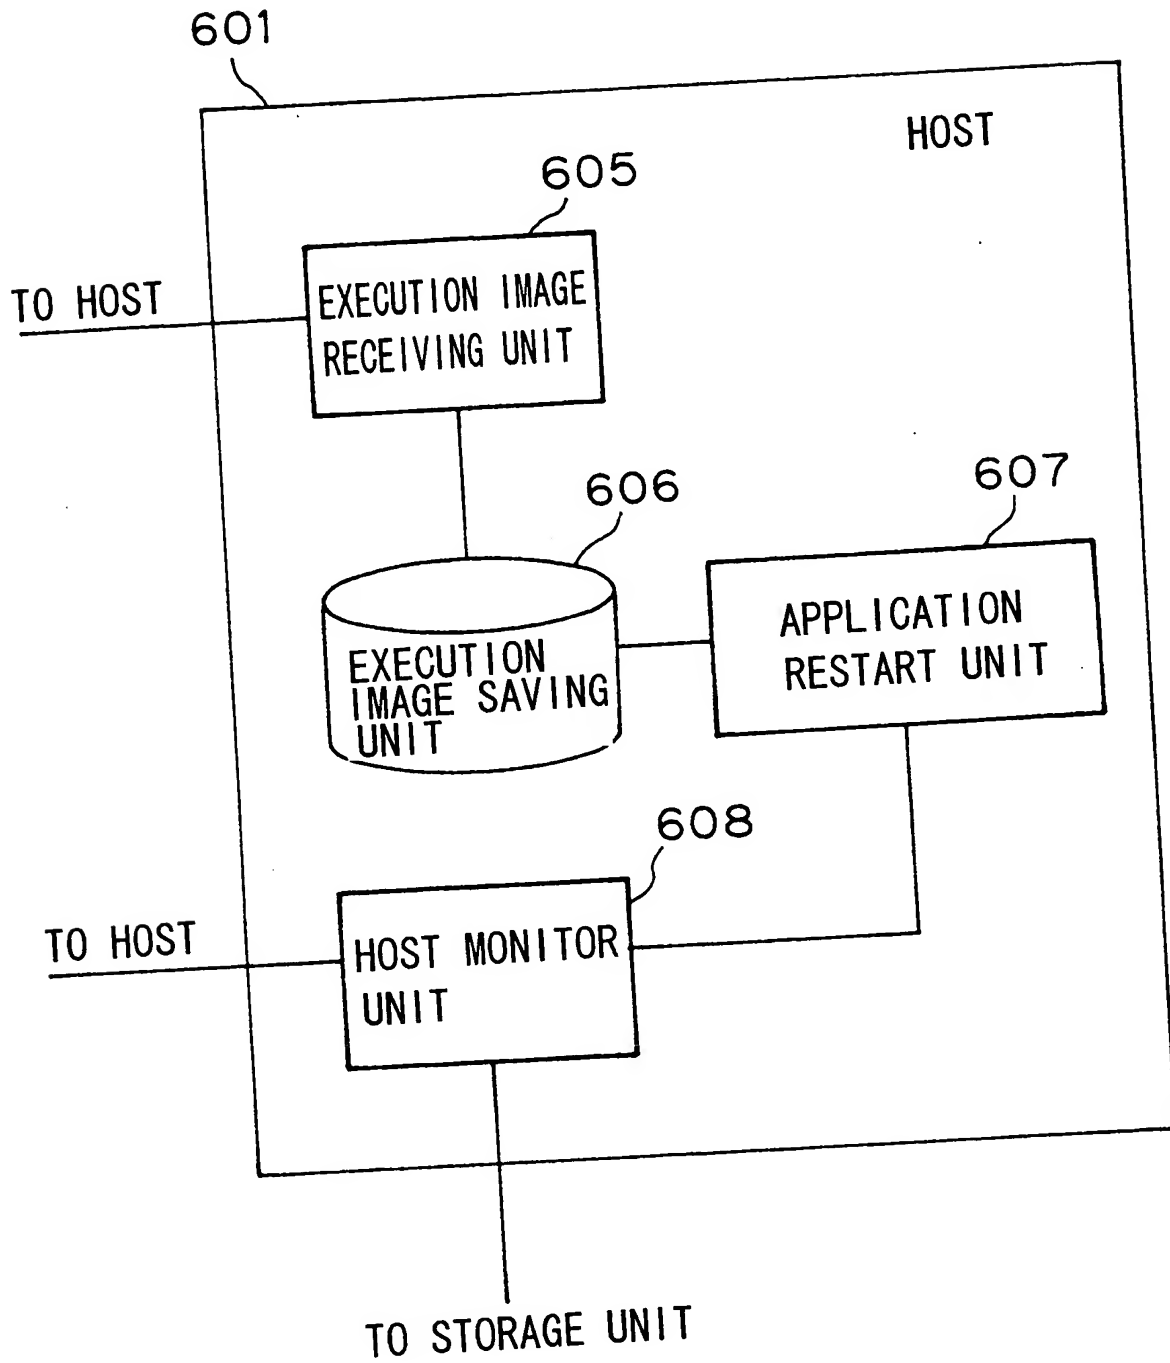 601
HOST
605
TO HOST
EXECUTION IMAGE
RECEIVING UNIT
606
607
EXECUTION
IMAGE SAVING
UNIT
APPLICATION
RESTART UNIT
608
TO HOST
HOST MONITOR
UNIT
TO STORAGE UNIT